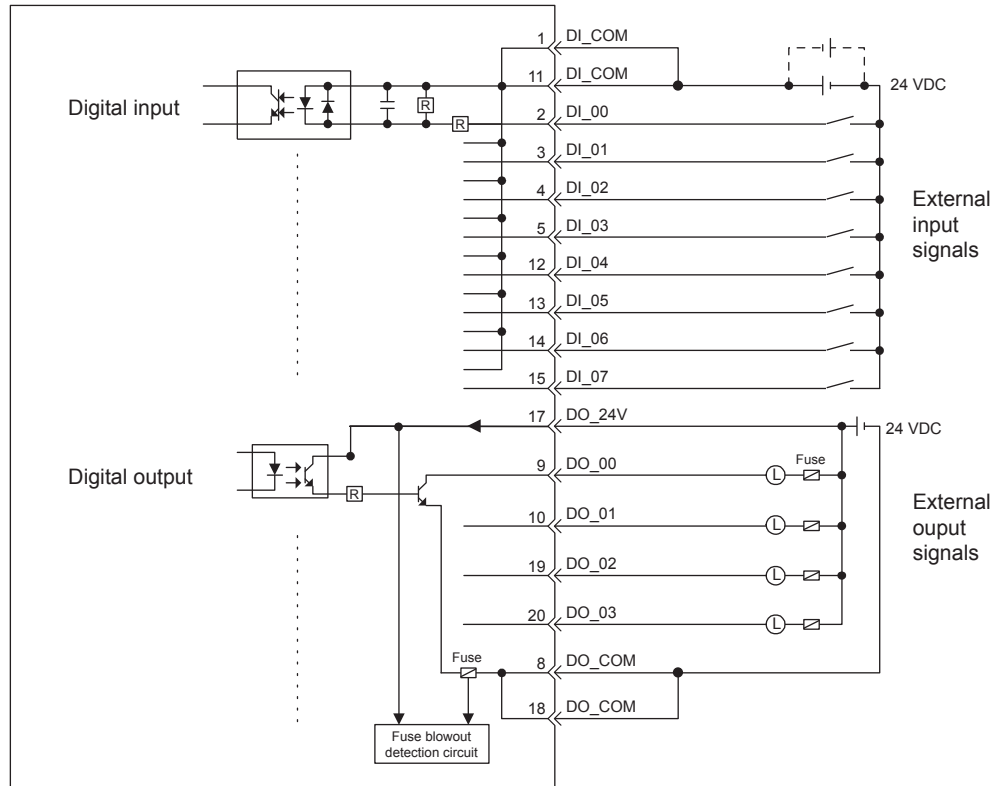 1 DI_COM
11 DI_COM
24 VDC
Digital input
R
R
2 DI_00
3 DI_01
4 DI_02
5 DI_03
12 DI_04
13 DI_05
14 DI_06
15 DI_07
External
input
signals
17 DO_24V
24 VDC
Digital output
R
9 DO_00
L
Fuse
10 DO_01
L
19 DO_02
L
20 DO_03
L
External
ouput
signals
Fuse
8 DO_COM
18 DO_COM
Fuse blowout
detection circuit